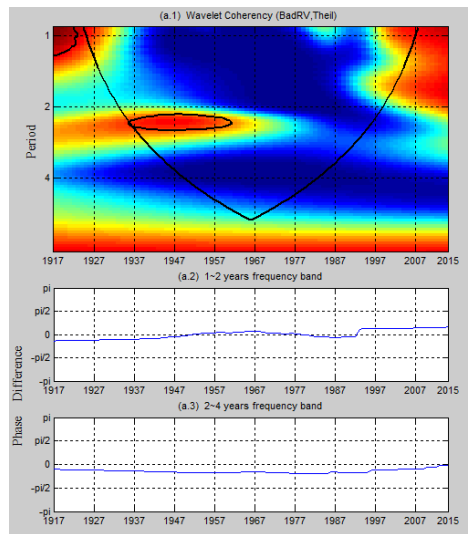 (a.1) Wavelet Coherency (BadRV,Theil)
1
2
4
Period
1917 1927 1937 1947 1957 1967 1977 1987 1997 2007 2015
(a.2) 1~2 years frequency band
pi
pi/2
0
-pi/2
-pi
1917 1927 1937 1947 1957 1967 1977 1987 1997 2007 2015
Phase Difference
(a.3) 2~4 years frequency band
pi
pi/2
0
-pi/2
-pi
1917 1927 1937 1947 1957 1967 1977 1987 1997 2007 2015